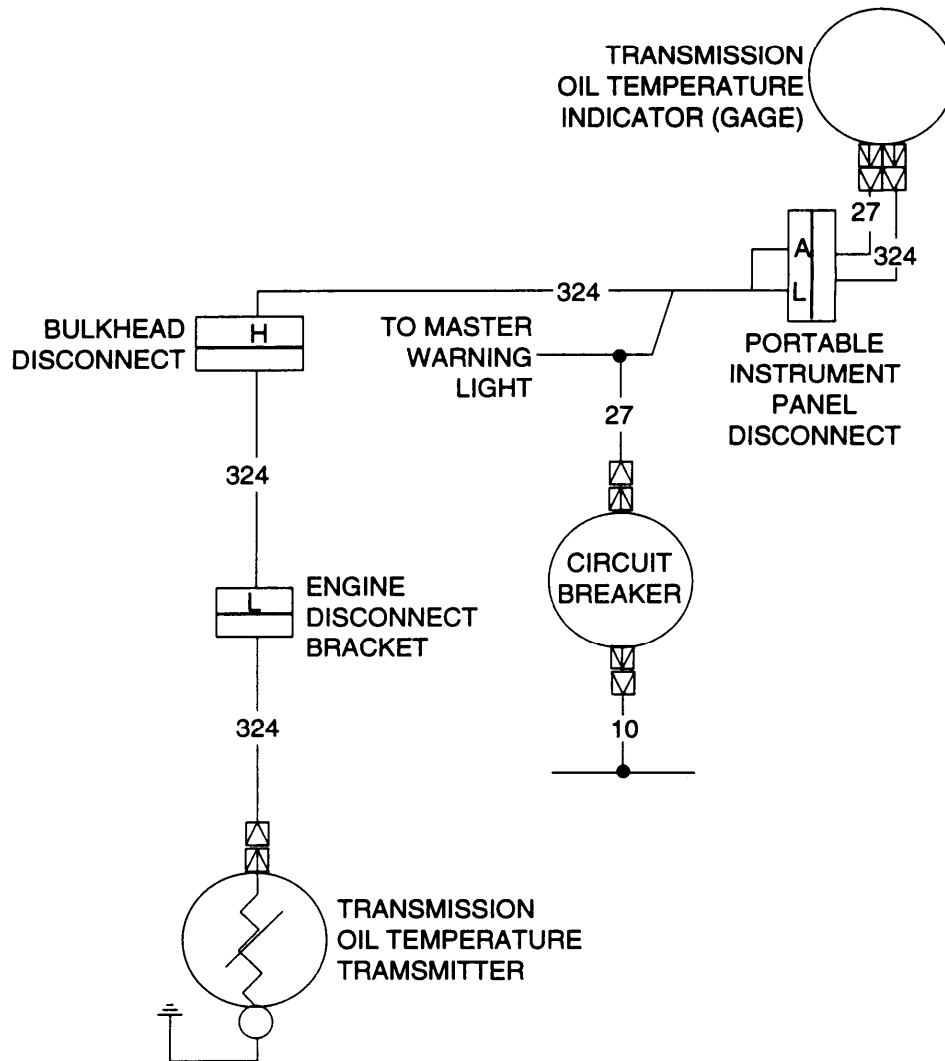 TRANSMISSION
OIL TEMPERATURE
INDICATOR (GAGE)
27
324
A
L
324
H
BULKHEAD
DISCONNECT
TO MASTER
WARNING
LIGHT
PORTABLE
INSTRUMENT
PANEL
DISCONNECT
27
324
CIRCUIT
BREAKER
L
ENGINE
DISCONNECT
BRACKET
324
10
TRANSMISSION
OIL TEMPERATURE
TRAMSMITTER